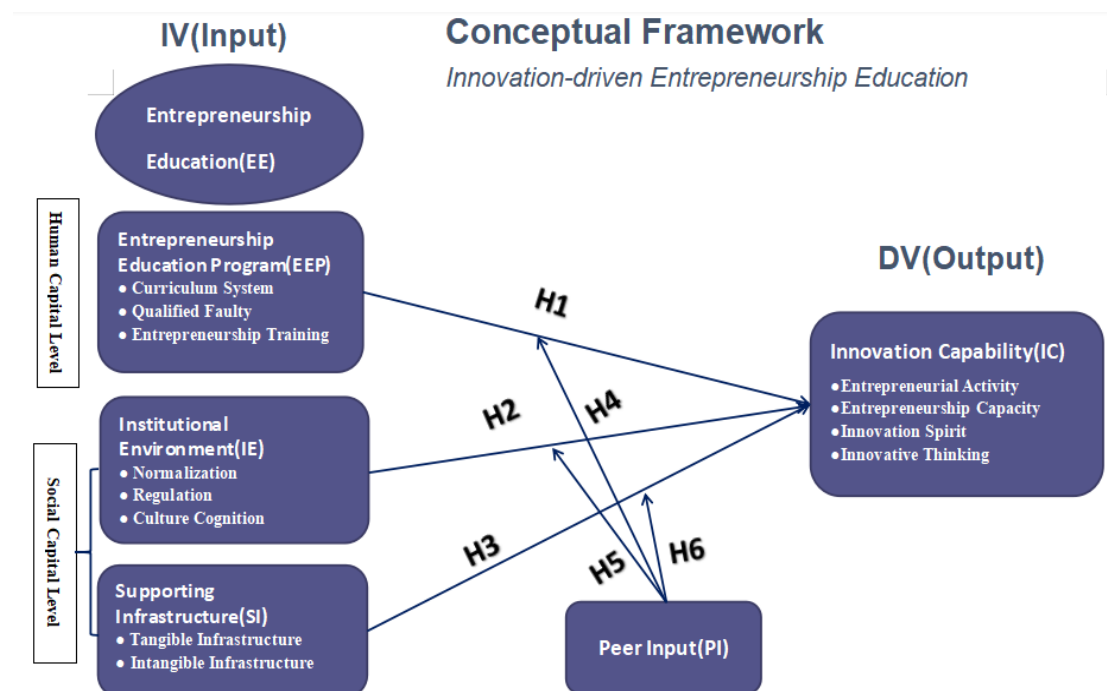 IV(Input)
Conceptual Framework
Innovation-driven Entrepreneurship Education
Entrepreneurship
Education(EE)
Human Capital Level
Entrepreneurship
Education Program(EEP)
● Curriculum System
● Qualified Faulty
● Entrepreneurship Training
H1
DV(Output)
Innovation Capability(IC)
●Entrepreneurial Activity
●Entrepreneurship Capacity
●Innovation Spirit
●Innovative Thinking
H2
H4
Social Capital Level
Institutional
Environment(IE)
● Normalization
● Regulation
● Culture Cognition
H3
H5
H6
Supporting
Infrastructure(SI)
● Tangible Infrastructure
● Intangible Infrastructure
Peer Input(PI)